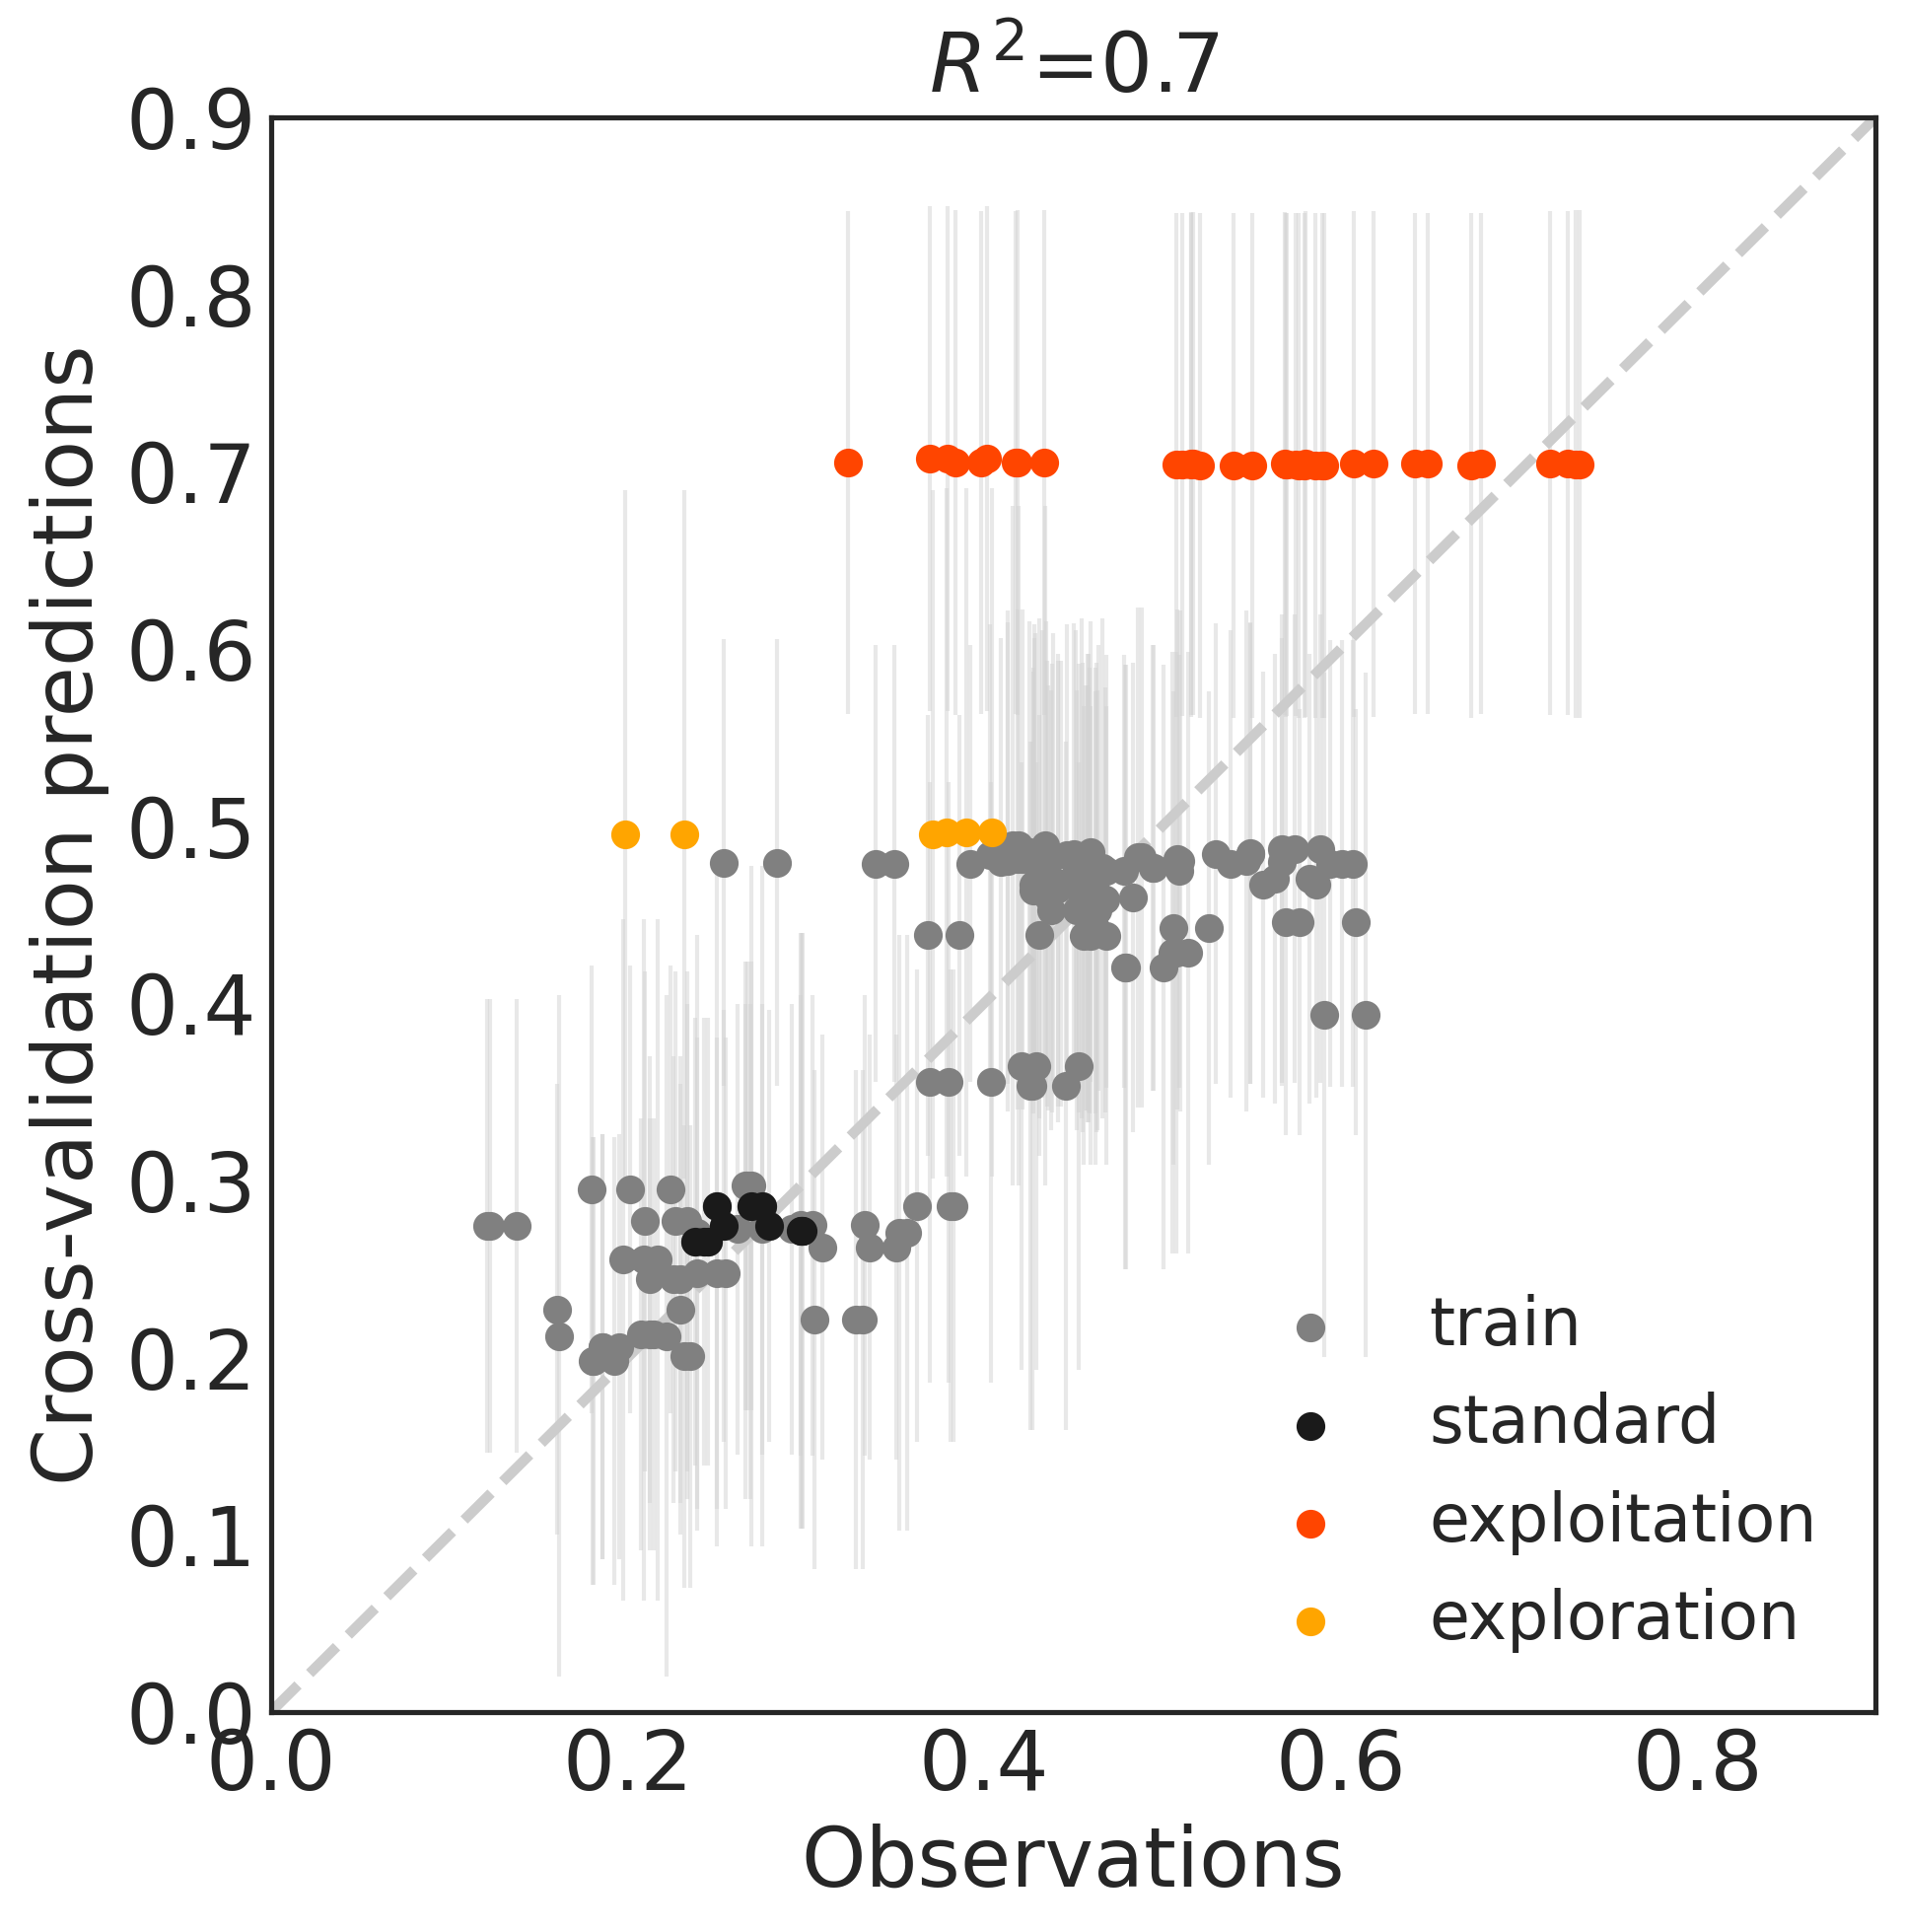 R²=0.7
0.9
0.8
0.7
0.6
0.5
0.4
0.3
0.2
0.1
0.0
Cross-validation predictions
train
standard
exploitation
exploration
0.0 0.2 0.4 0.6 0.8
Observations